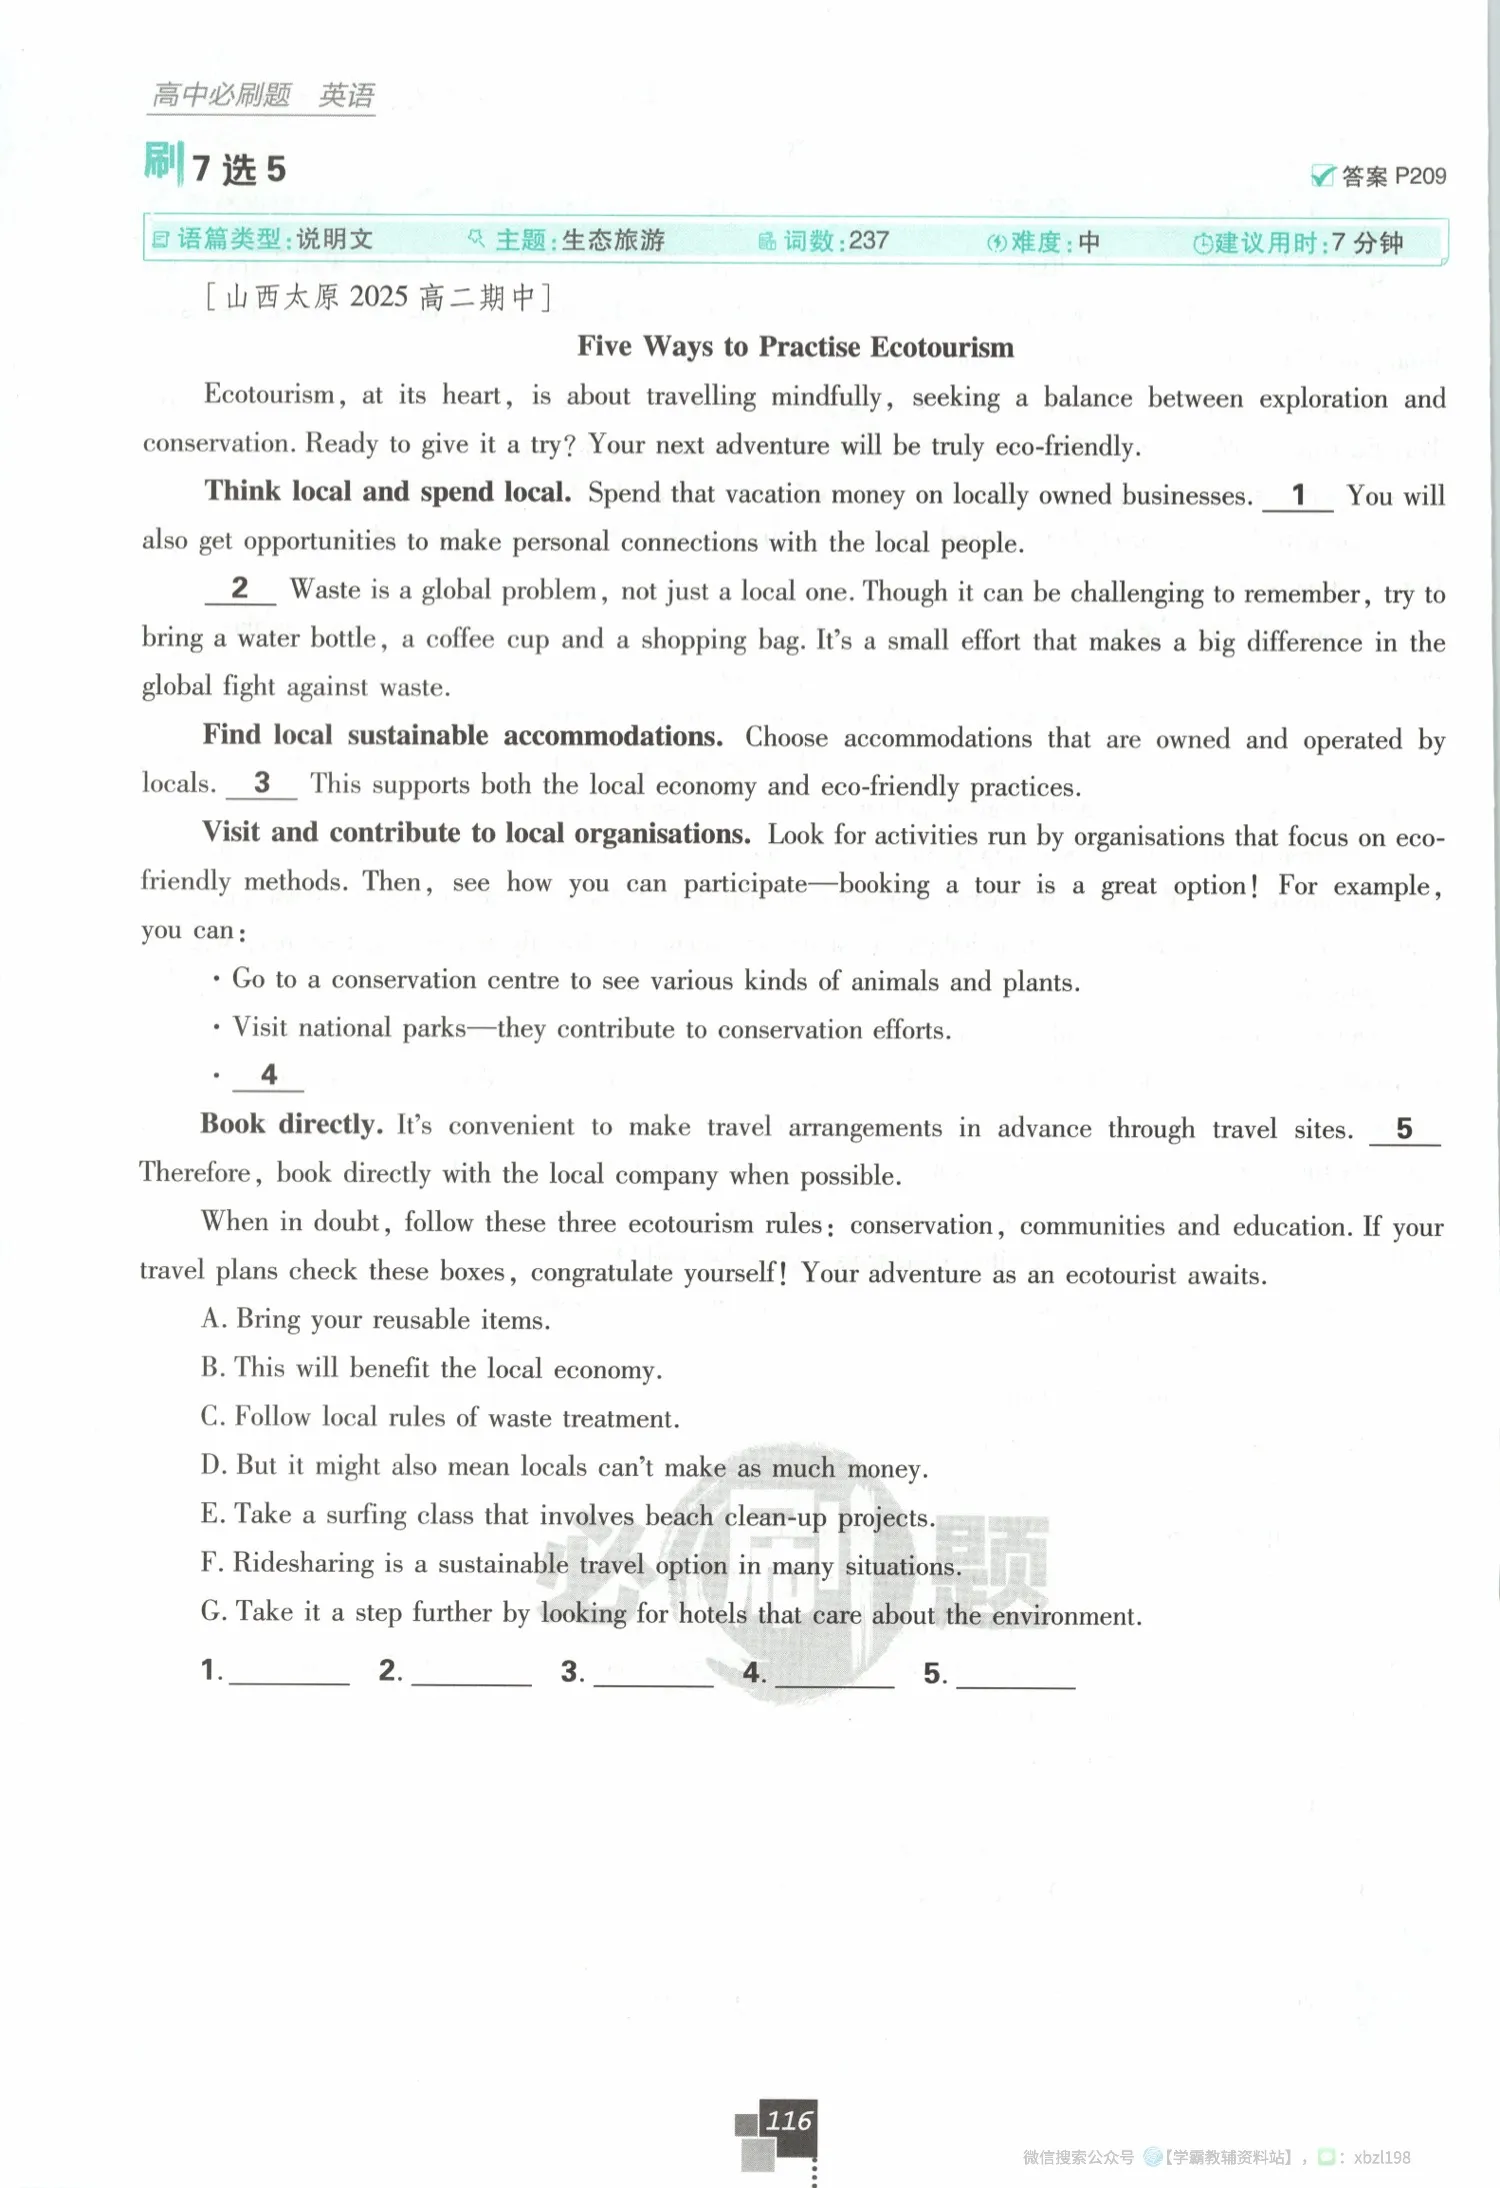 高中必刷题 英语
刷 7 选 5
答案 P209
语篇类型:说明文 主题:生态旅游 词数:237 难度:中 建议用时:7 分钟
[山西太原 2025 高二期中]
Five Ways to Practise Ecotourism
Ecotourism, at its heart, is about travelling mindfully, seeking a balance between exploration and
conservation. Ready to give it a try? Your next adventure will be truly eco-friendly.
Think local and spend local. Spend that vacation money on locally owned businesses. 1 You will
also get opportunities to make personal connections with the local people.
2 Waste is a global problem, not just a local one. Though it can be challenging to remember, try to
bring a water bottle, a coffee cup and a shopping bag. It's a small effort that makes a big difference in the
global fight against waste.
Find local sustainable accommodations. Choose accommodations that are owned and operated by
locals. 3 This supports both the local economy and eco-friendly practices.
Visit and contribute to local organisations. Look for activities run by organisations that focus on eco-
friendly methods. Then, see how you can participate—booking a tour is a great option! For example,
you can:
· Go to a conservation centre to see various kinds of animals and plants.
· Visit national parks—they contribute to conservation efforts.
· 4
Book directly. It's convenient to make travel arrangements in advance through travel sites. 5
Therefore, book directly with the local company when possible.
When in doubt, follow these three ecotourism rules: conservation, communities and education. If your
travel plans check these boxes, congratulate yourself! Your adventure as an ecotourist awaits.
A. Bring your reusable items.
B. This will benefit the local economy.
C. Follow local rules of waste treatment.
D. But it might also mean locals can't make as much money.
E. Take a surfing class that involves beach clean-up projects.
F. Ridesharing is a sustainable travel option in many situations.
G. Take it a step further by looking for hotels that care about the environment.
必刷题
1. ______ 2. ______ 3. ______ 4. ______ 5. ______
116
微信搜索公众号【学霸教辅资料站】，：xbzl198